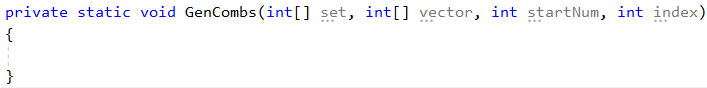 private static void GenCombs(int[] set, int[] vector, int startNum, int index)
{
}